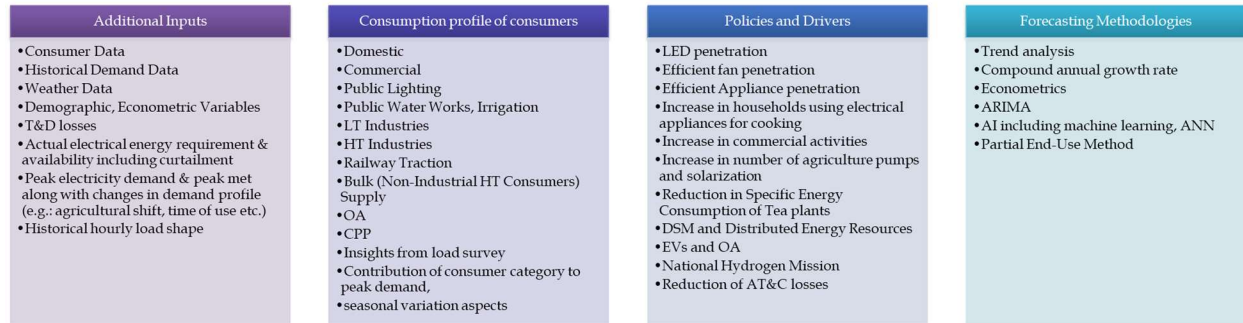 Additional Inputs
•Consumer Data
•Historical Demand Data
•Weather Data
•Demographic, Econometric Variables
•T&D losses
•Actual electrical energy requirement &
availability including curtailment
•Peak electricity demand & peak met
along with changes in demand profile
(e.g.: agricultural shift, time of use etc.)
•Historical hourly load shape
Consumption profile of consumers
•Domestic
•Commercial
•Public Lighting
•Public Water Works, Irrigation
•LT Industries
•HT Industries
•Railway Traction
•Bulk (Non-Industrial HT Consumers)
Supply
•OA
•CPP
•Insights from load survey
•Contribution of consumer category to
peak demand,
•seasonal variation aspects
Policies and Drivers
•LED penetration
•Efficient fan penetration
•Efficient Appliance penetration
•Increase in households using electrical
appliances for cooking
•Increase in commercial activities
•Increase in number of agriculture pumps
and solarization
•Reduction in Specific Energy
Consumption of Tea plants
•DSM and Distributed Energy Resources
•EVs and OA
•National Hydrogen Mission
•Reduction of AT&C losses
Forecasting Methodologies
•Trend analysis
•Compound annual growth rate
•Econometrics
•ARIMA
•AI including machine learning, ANN
•Partial End-Use Method